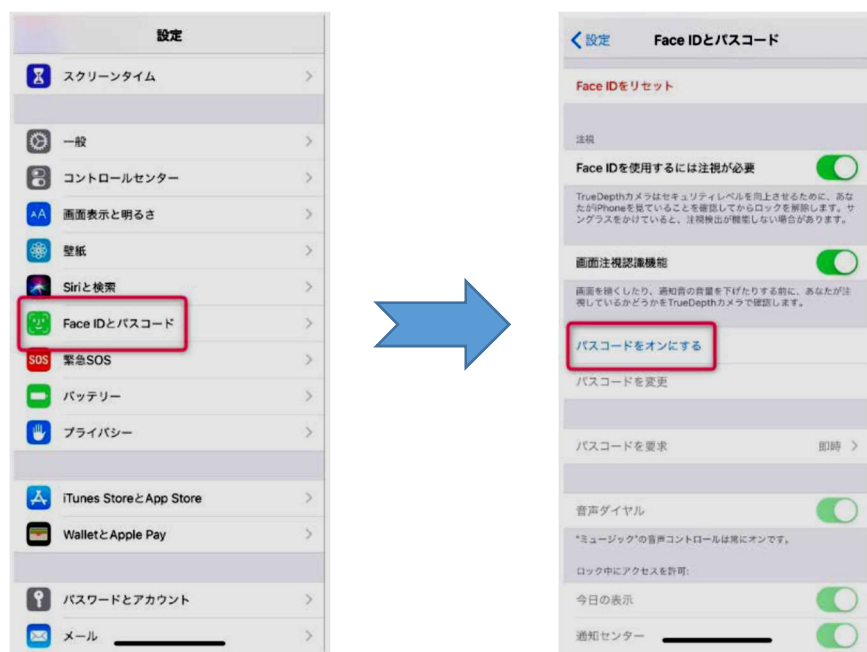 設定
スクリーンタイム
一般
コントロールセンター
AA 画面表示と明るさ
壁紙
Siriと検索
Face IDとパスコード
SOS 緊急SOS
バッテリー
プライバシー
iTunes StoreとApp Store
WalletとApple Pay
パスワードとアカウント
メール
設定 Face IDとパスコード
Face IDをリセット
注視
Face IDを使用するには注視が必要
TrueDepthカメラはセキュリティレベルを向上させるために、あな
たがiPhoneを見ていることを確認してからロックを解除します。サ
ングラスをかけていると、注視検出が機能しない場合があります。
画面注視認識機能
画面を暗くしたり、通知音の音量を下げたりする前に、あなたが注
視しているかどうかをTrueDepthカメラで確認します。
パスコードをオンにする
パスコードを変更
パスコードを要求 即時
音声ダイヤル
"ミュージック"の音声コントロールは常にオンです。
ロック中にアクセスを許可:
今日の表示
通知センター